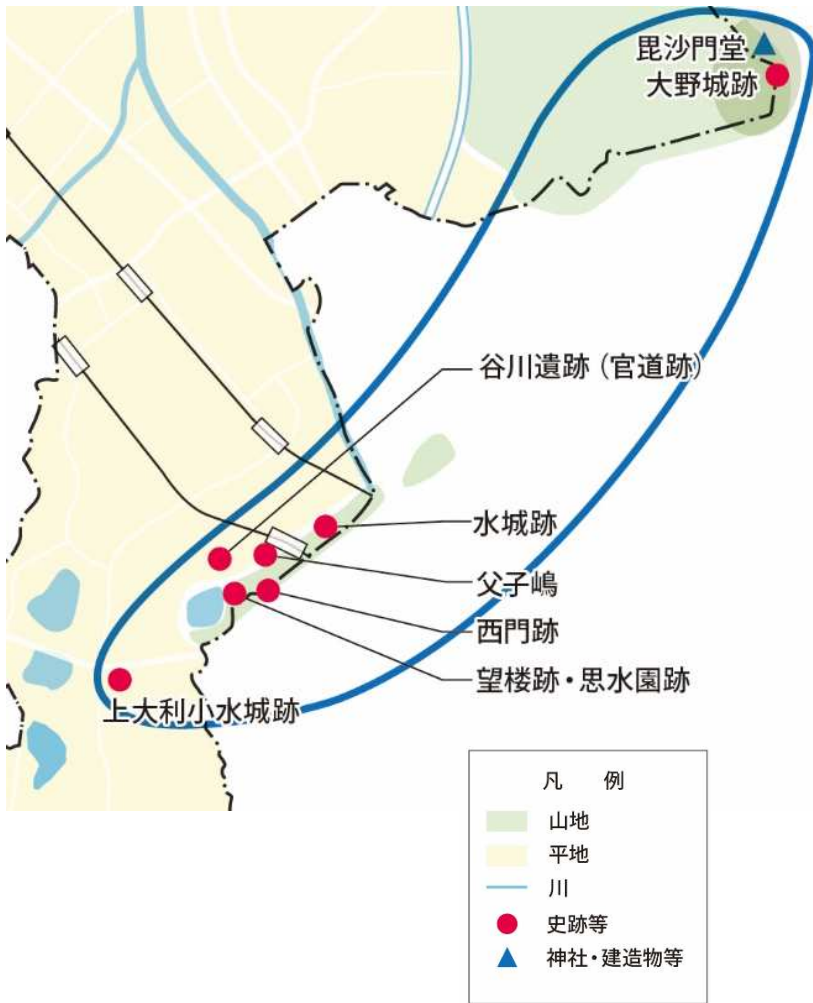 毘沙門堂
大野城跡
谷川遺跡（官道跡）
水城跡
父子嶋
西門跡
望楼跡・思水園跡
上大利小水城跡
凡　例
山地
平地
川
史跡等
神社・建造物等